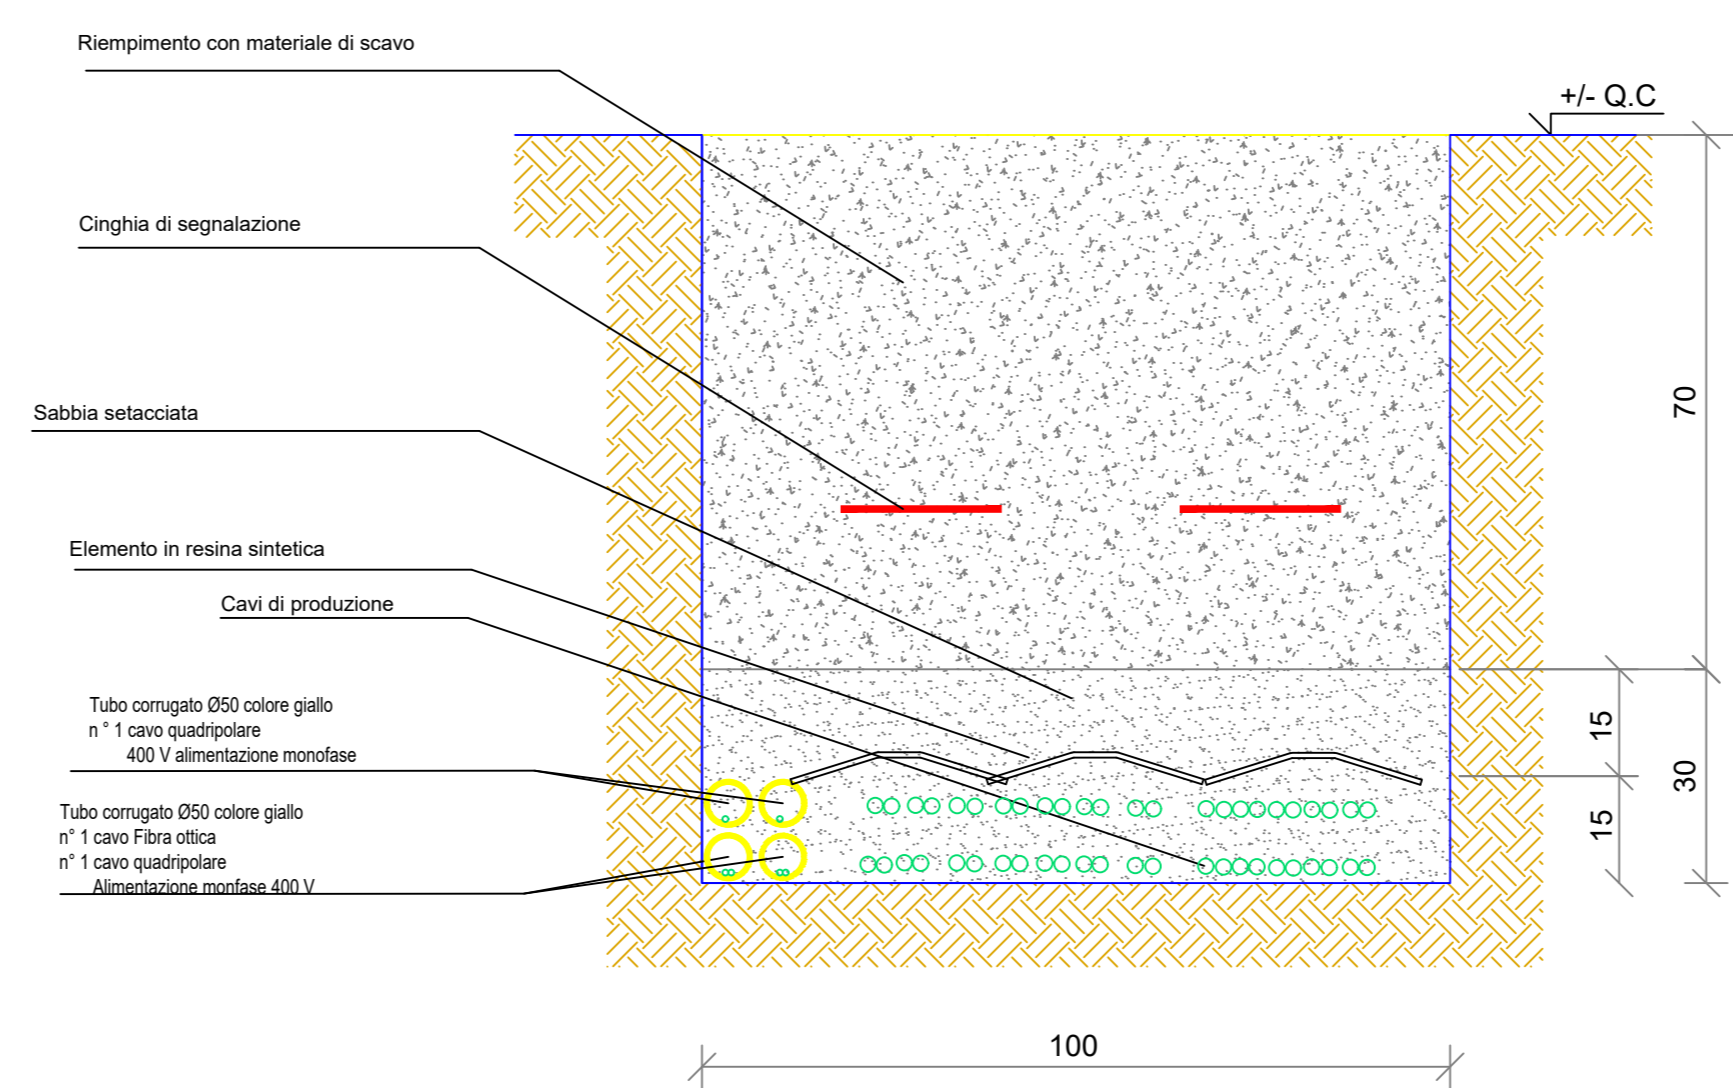 Riempimento con materiale di scavo
+/- Q.C
Cinghia di segnalazione
70
Sabbia setacciata
Elemento in resina sintetica
Cavi di produzione
Tubo corrugato Ø50 colore giallo
n ° 1 cavo quadripolare
400 V alimentazione monofase
15
30
15
Tubo corrugato Ø50 colore giallo
n° 1 cavo Fibra ottica
n° 1 cavo quadripolare
Alimentazione monfase 400 V
100